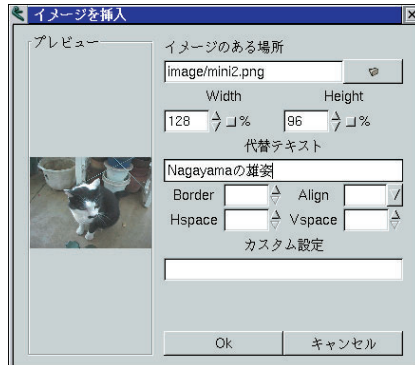 イメージを挿入
プレビュー
イメージのある場所
image/mini2.png
Width Height
128 % 96 %
代替テキスト
Nagayamaの雄姿
Border Align
Hspace Vspace
カスタム設定
Ok キャンセル